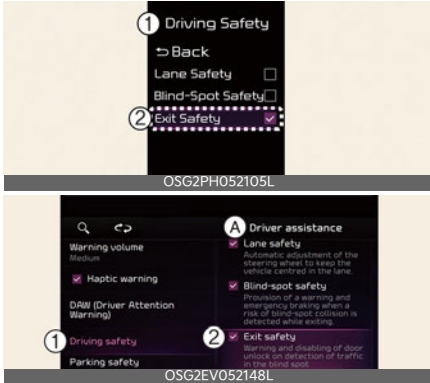 1 Driving Safety
⮌Back
Lane Safety
Blind-Spot Safety
2 Exit Safety
OSG2PH052105L
A Driver assistance
Warning volume
Medium
Haptic warning
DAW (Driver Attention
Warning)
1 Driving safety
Parking safety
Lane safety
Automatic adjustment of the
steering wheel to keep the
vehicle centred in the lane.
Blind-spot safety
Provision of a warning and
emergency braking when a
risk of blind-spot collision is
detected while exiting.
2 Exit safety
Warning and disabling of door
unlock on detection of traffic
in the blind spot
OSG2EV052148L